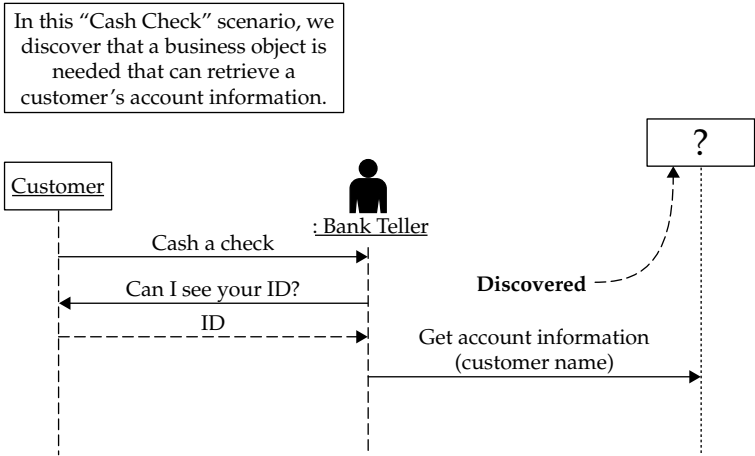 In this “Cash Check” scenario, we
discover that a business object is
needed that can retrieve a
customer’s account information.
?
Customer
: Bank Teller
Cash a check
Discovered
Can I see your ID?
ID
Get account information
(customer name)